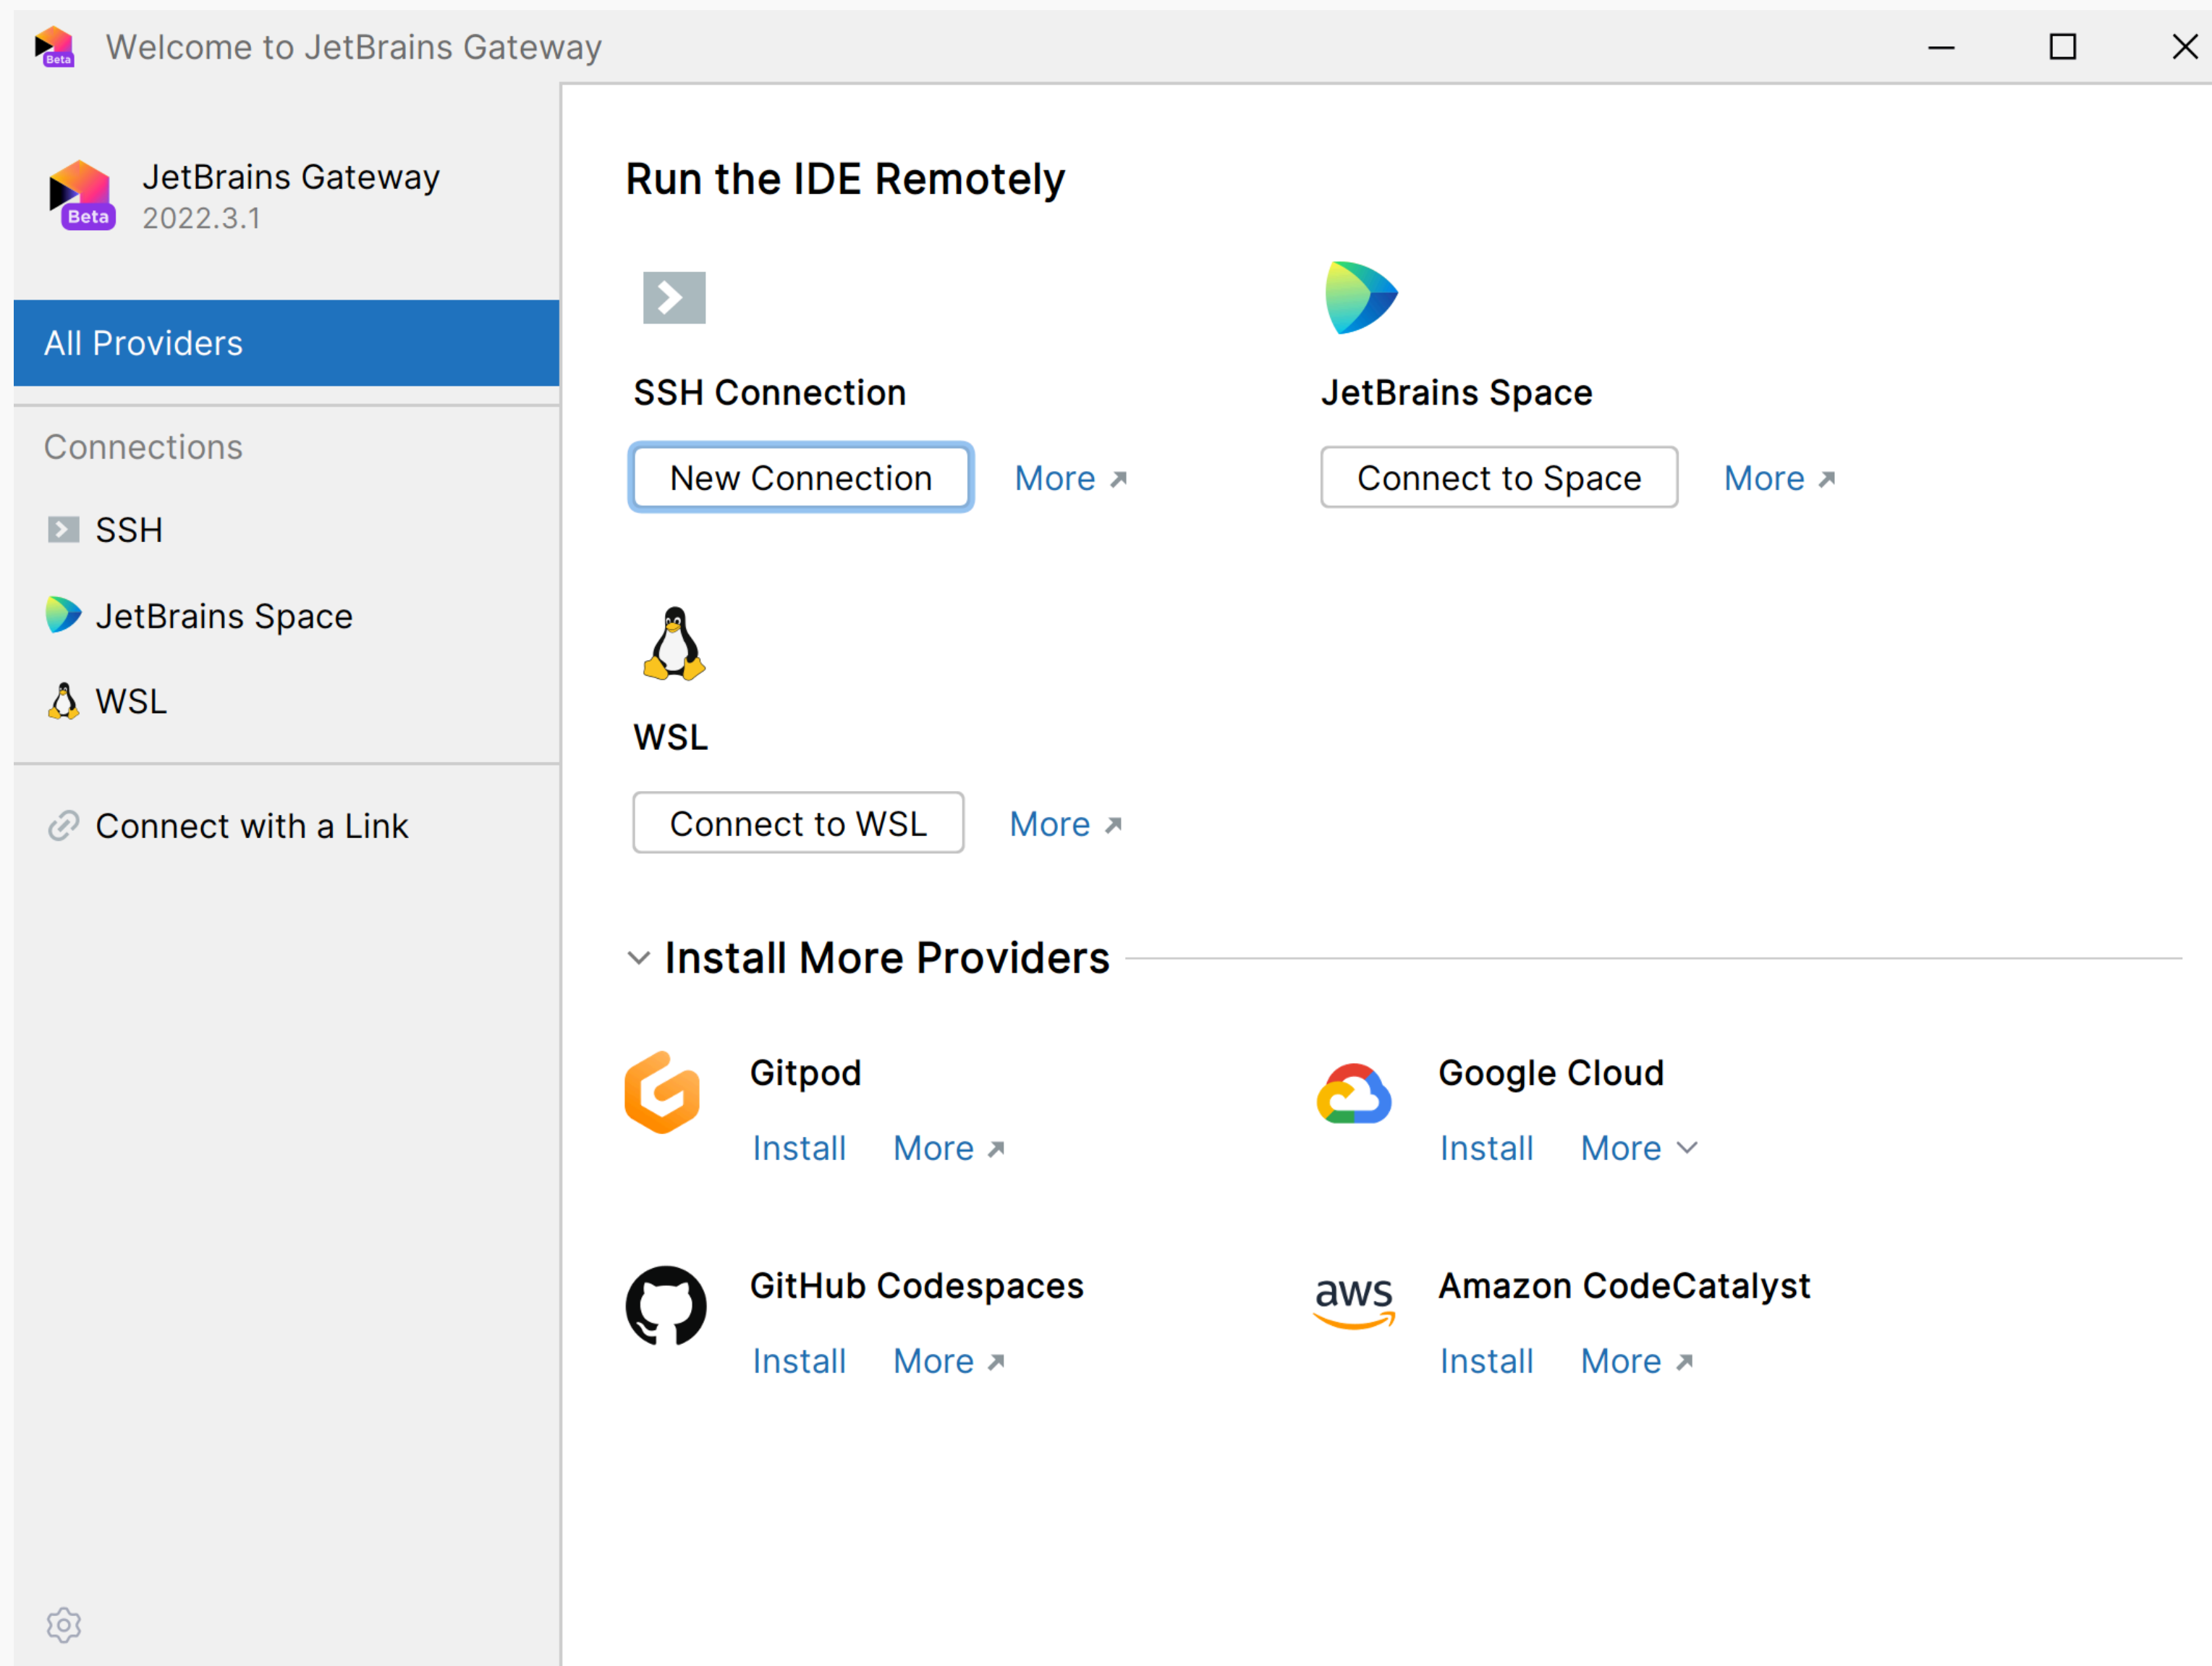 Welcome to JetBrains Gateway
Beta
JetBrains Gateway
2022.3.1
Beta
All Providers
Connections
SSH
JetBrains Space
WSL
Connect with a Link
Run the IDE Remotely
SSH Connection
New Connection More
JetBrains Space
Connect to Space More
WSL
Connect to WSL More
Install More Providers
Gitpod
Install More
Google Cloud
Install More
GitHub Codespaces
Install More
aws
Amazon CodeCatalyst
Install More